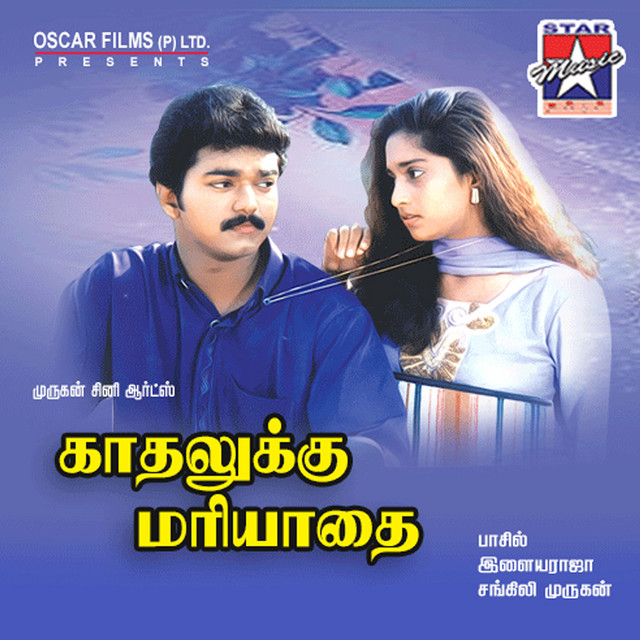 OSCAR FILMS (P) LTD.
PRESENTS
STAR
Music
முருகன் சினி ஆர்ட்ஸ்
காதலுக்கு
மரியாதை
பாசில்
இளையராஜா
சங்கிலி முருகன்